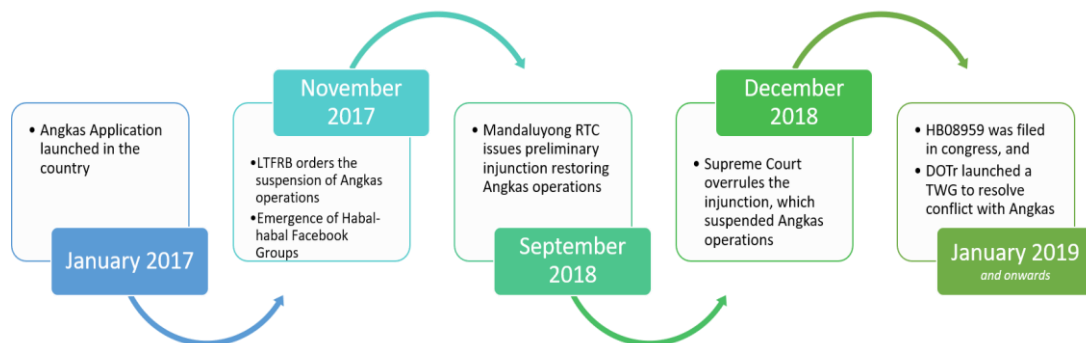 • Angkas Application
launched in the
country
January 2017
November
2017
•LTFRB orders the
suspension of Angkas
operations
•Emergence of Habal-
habal Facebook
Groups
• Mandaluyong RTC
issues preliminary
injunction restoring
Angkas operations
September
2018
December
2018
• Supreme Court
overrules the
injunction, which
suspended Angkas
operations
• HB08959 was filed
in congress, and
• DOTr launched a
TWG to resolve
conflict with Angkas
January 2019
and onwards